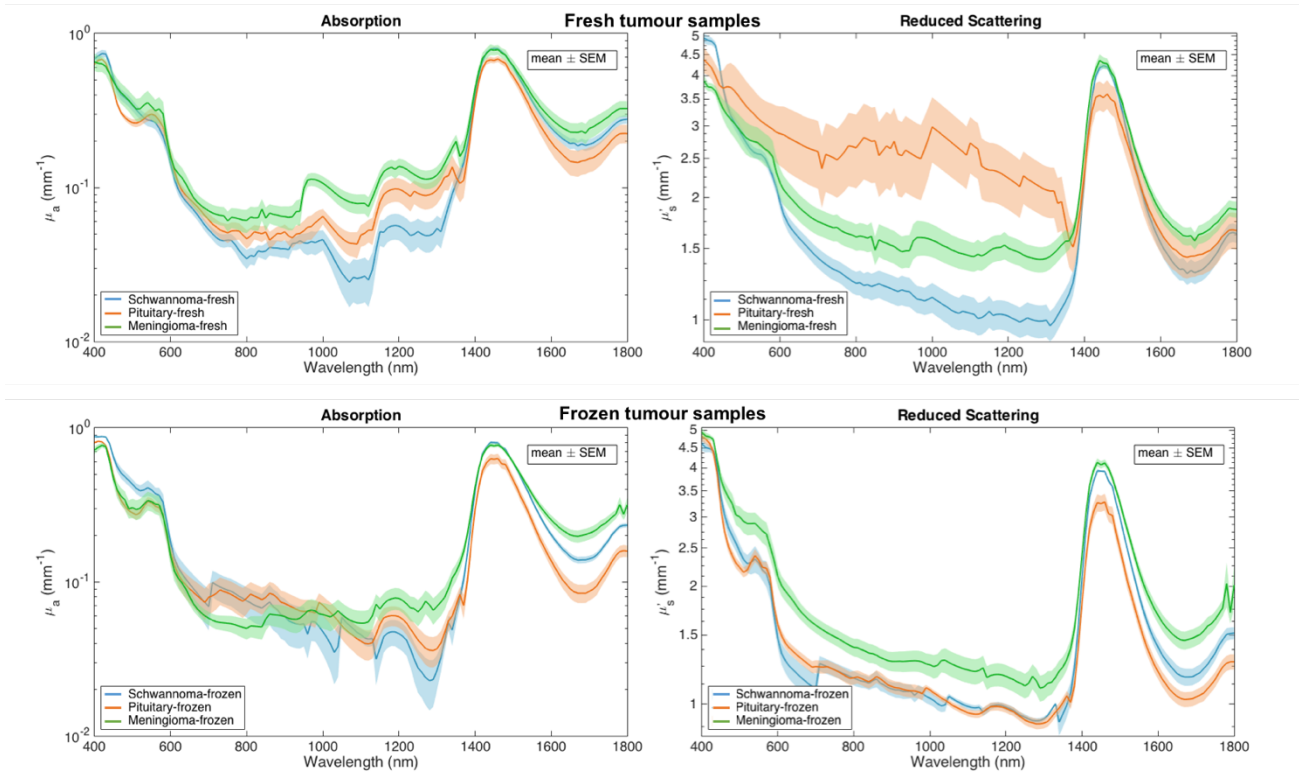 Fresh tumour samples
Absorption
Reduced Scattering
mean ± SEM
mean ± SEM
10^0
10^-1
10^-2
μ_a (mm^-1)
Schwannoma-fresh
Pituitary-fresh
Meningioma-fresh
400 600 800 1000 1200 1400 1600 1800
Wavelength (nm)
5
4.5
4
3.5
3
2.5
2
1.5
1
μ'_s (mm^-1)
Schwannoma-fresh
Pituitary-fresh
Meningioma-fresh
400 600 800 1000 1200 1400 1600 1800
Wavelength (nm)
Frozen tumour samples
Absorption
Reduced Scattering
mean ± SEM
mean ± SEM
10^0
10^-1
10^-2
μ_a (mm^-1)
Schwannoma-frozen
Pituitary-frozen
Meningioma-frozen
400 600 800 1000 1200 1400 1600 1800
Wavelength (nm)
5
4.5
4
3.5
3
2.5
2
1.5
1
μ'_s (mm^-1)
Schwannoma-frozen
Pituitary-frozen
Meningioma-frozen
400 600 800 1000 1200 1400 1600 1800
Wavelength (nm)